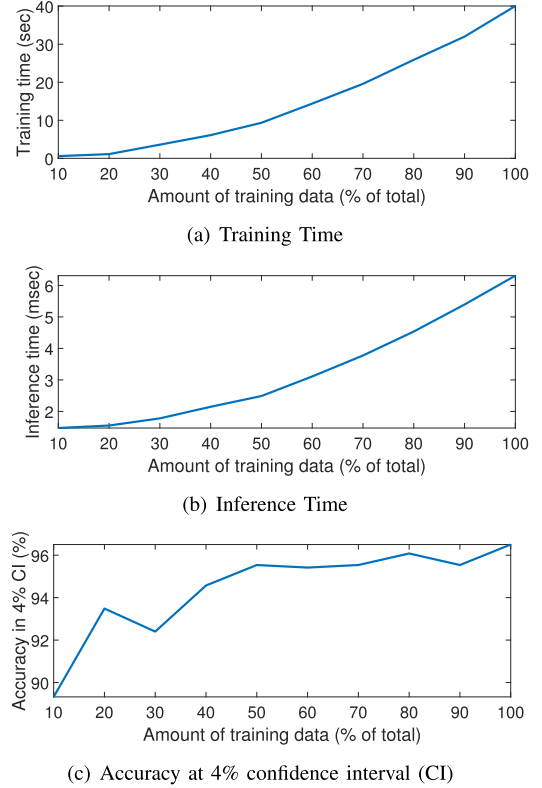 40
30
20
10
0
Training time (sec)
10 20 30 40 50 60 70 80 90 100
Amount of training data (% of total)
(a) Training Time
6
5
4
3
2
Inference time (msec)
10 20 30 40 50 60 70 80 90 100
Amount of training data (% of total)
(b) Inference Time
96
94
92
90
Accuracy in 4% CI (%)
10 20 30 40 50 60 70 80 90 100
Amount of training data (% of total)
(c) Accuracy at 4% confidence interval (CI)